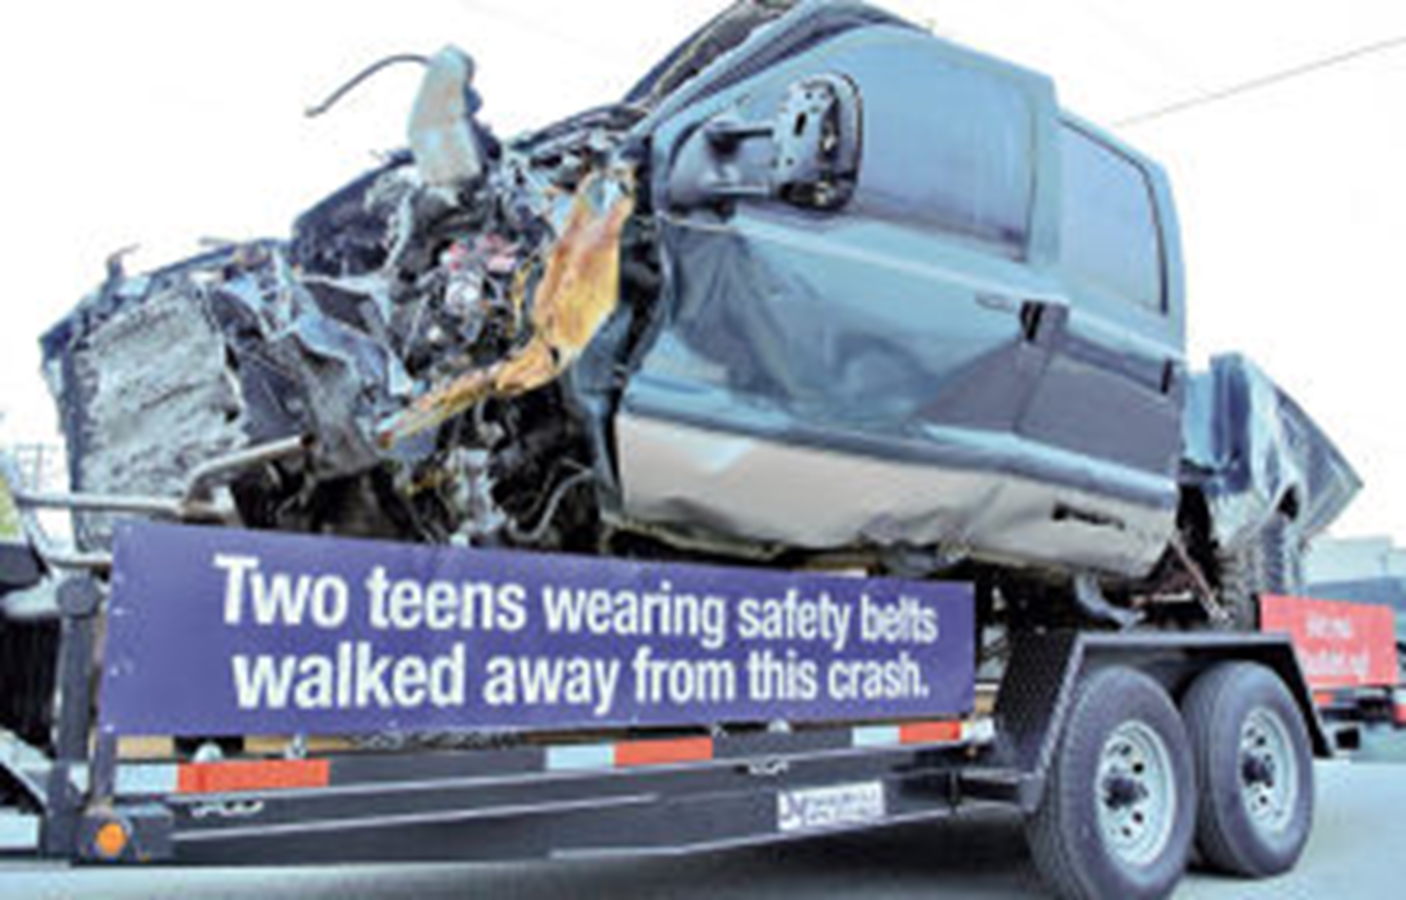 Two teens wearing safety belts
walked away from this crash.